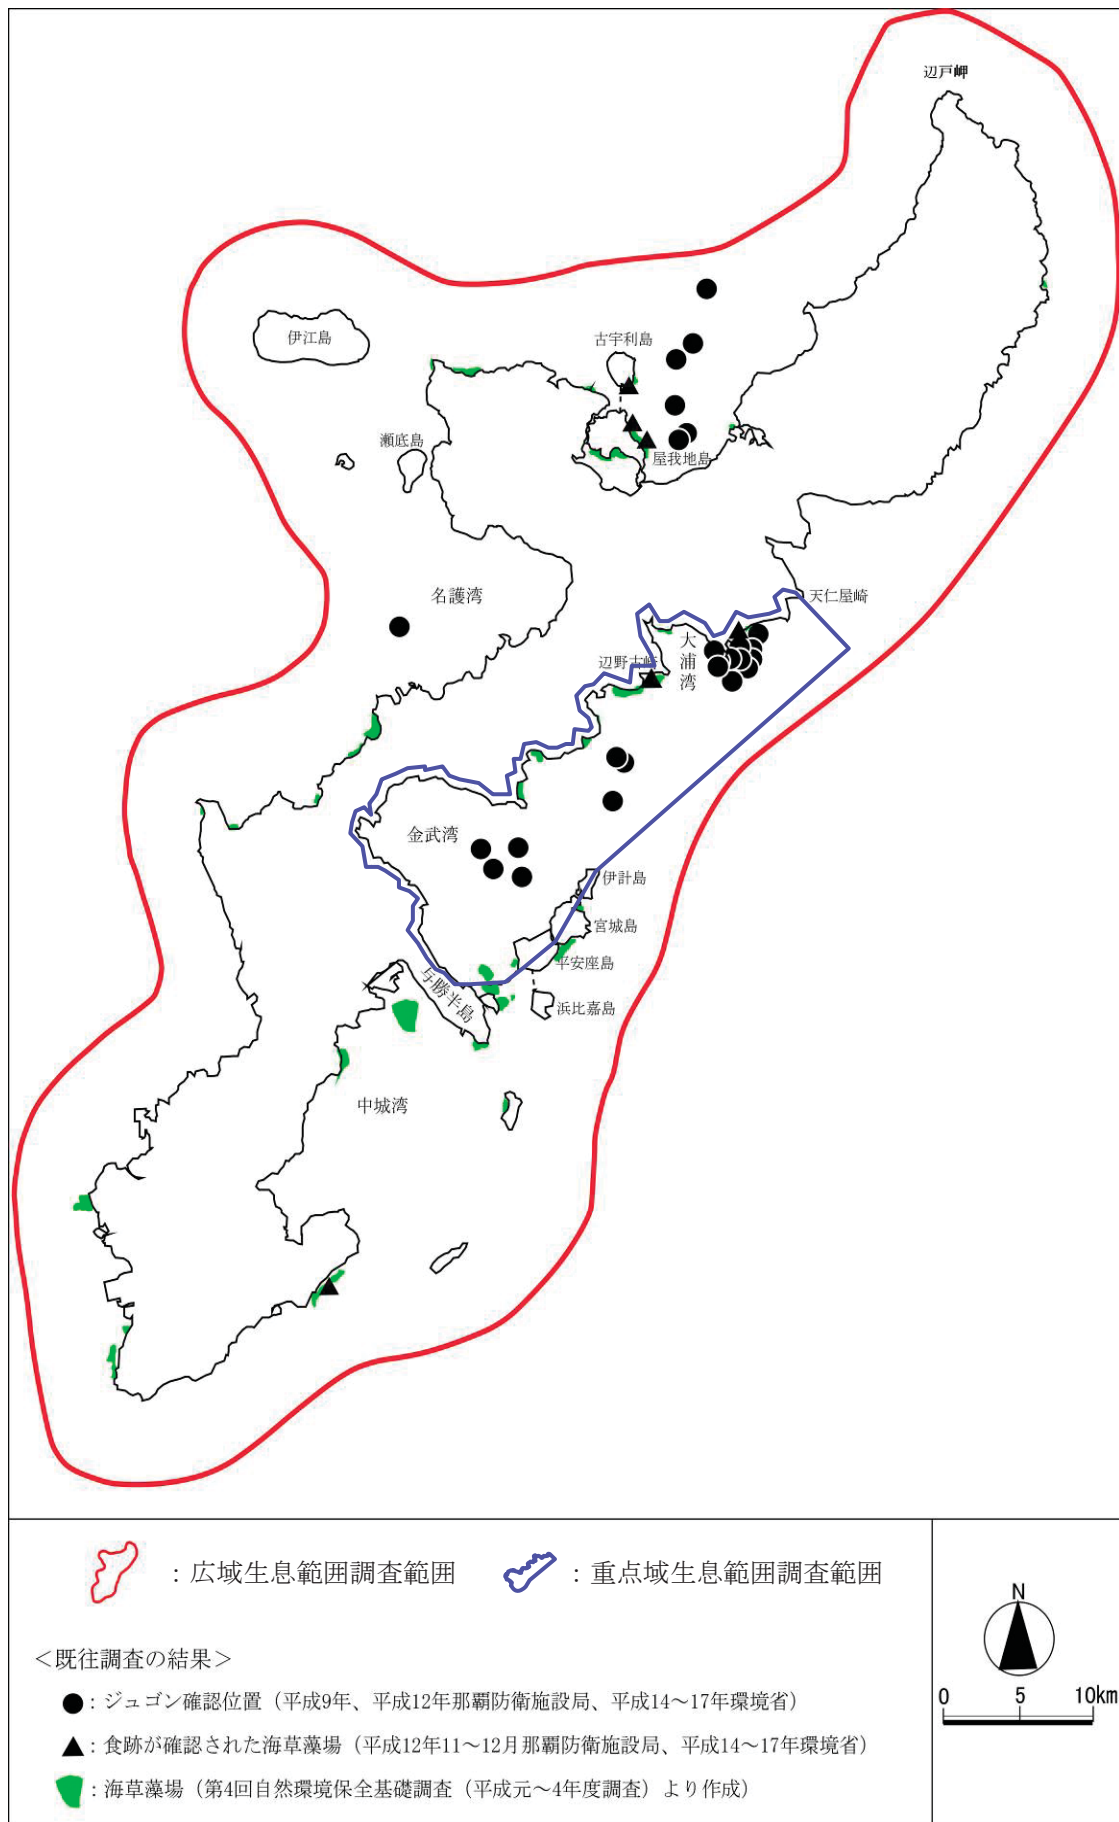 辺戸岬
伊江島
古宇利島
瀬底島
屋我地島
名護湾
天仁屋崎
大浦湾
辺野古崎
金武湾
伊計島
宮城島
平安座島
与勝半島
浜比嘉島
中城湾
：広域生息範囲調査範囲
：重点域生息範囲調査範囲
N
＜既往調査の結果＞
●：ジュゴン確認位置（平成9年、平成12年那覇防衛施設局、平成14～17年環境省）
▲：食跡が確認された海草藻場（平成12年11～12月那覇防衛施設局、平成14～17年環境省）
：海草藻場（第4回自然環境保全基礎調査（平成元～4年度調査）より作成）
0 5 10km